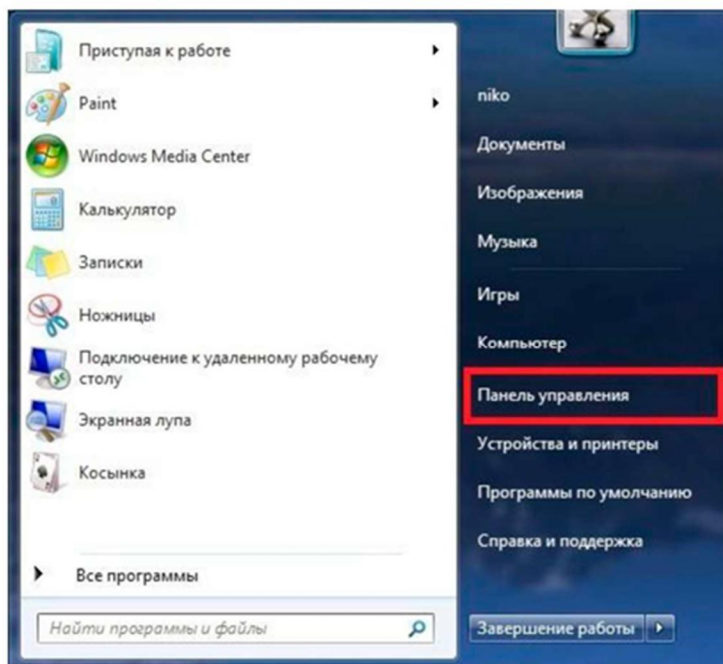 Приступая к работе
Paint
Windows Media Center
Калькулятор
Записки
Ножницы
Подключение к удаленному рабочему
столу
Экранная лупа
Косынка
Все программы
Найти программы и файлы
niko
Документы
Изображения
Музыка
Игры
Компьютер
Панель управления
Устройства и принтеры
Программы по умолчанию
Справка и поддержка
Завершение работы